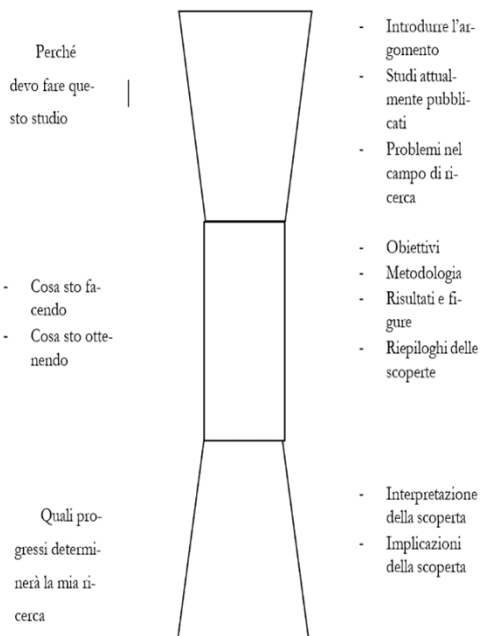 Perché
devo fare que-
sto studio
- Introdurre l'ar-
gomento
- Studi attual-
mente pubbli-
cati
- Problemi nel
campo di ri-
cerca
- Cosa sto fa-
cendo
- Cosa sto otte-
nendo
- Obiettivi
- Metodologia
- Risultati e fi-
gure
- Riepiloghi delle
scoperte
Quali pro-
gressi determi-
nerà la mia ri-
cerca
- Interpretazione
della scoperta
- Implicazioni
della scoperta